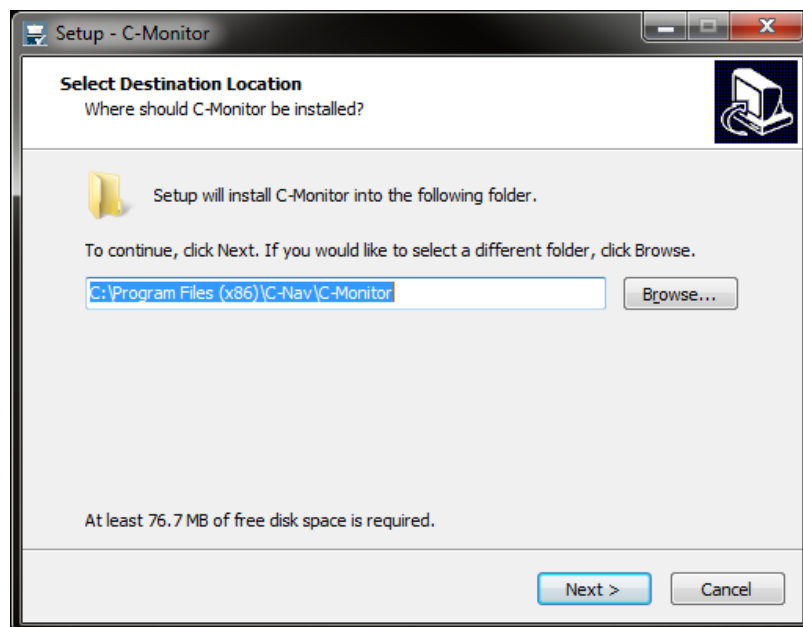 Setup - C-Monitor
Select Destination Location
Where should C-Monitor be installed?
Setup will install C-Monitor into the following folder.
To continue, click Next. If you would like to select a different folder, click Browse.
C:\Program Files (x86)\C-Nav\C-Monitor
Browse...
At least 76.7 MB of free disk space is required.
Next >
Cancel